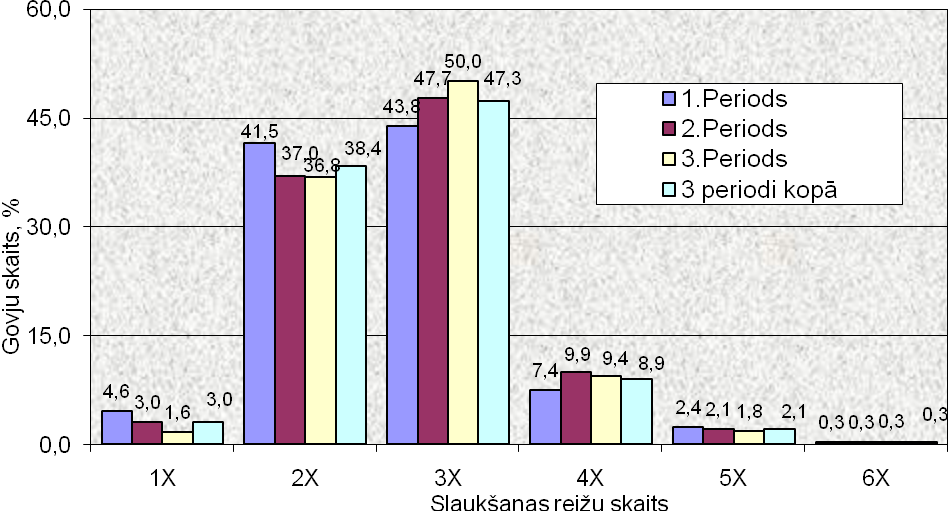 60,0
45,0
30,0
15,0
0,0
Govju skaits, %
4,6 3,0 1,6 3,0
41,5 37,0 36,8 38,4
43,8 47,7 50,0 47,3
7,4 9,9 9,4 8,9
2,4 2,1 1,8 2,1
0,3 0,3 0,3 0,3
1.Periods
2.Periods
3.Periods
3 periodi kopā
1X 2X 3X 4X 5X 6X
Slaukšanas reižu skaits